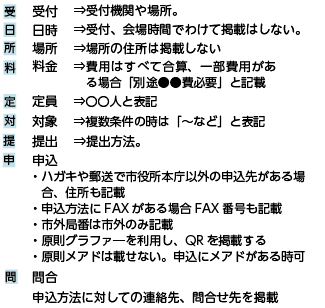 受 受付 ⇒受付機関や場所。
日 日時 ⇒受付、会場時間でわけて掲載はしない。
所 場所 ⇒場所の住所は掲載しない
料 料金 ⇒費用はすべて合算、一部費用があ
る場合「別途●●費必要」と記載
定 定員 ⇒〇〇人と表記
対 対象 ⇒複数条件の時は「～など」と表記
提 提出 ⇒提出方法。
申 申込
・ハガキや郵送で市役所本庁以外の申込先がある場
合、住所も記載
・申込方法にFAXがある場合FAX番号も記載
・市外局番は市外のみ記載
・原則グラファーを利用し、QRを掲載する
・原則メアドは載せない。申込にメアドがある時可
問 問合
申込方法に対しての連絡先、問合せ先を掲載